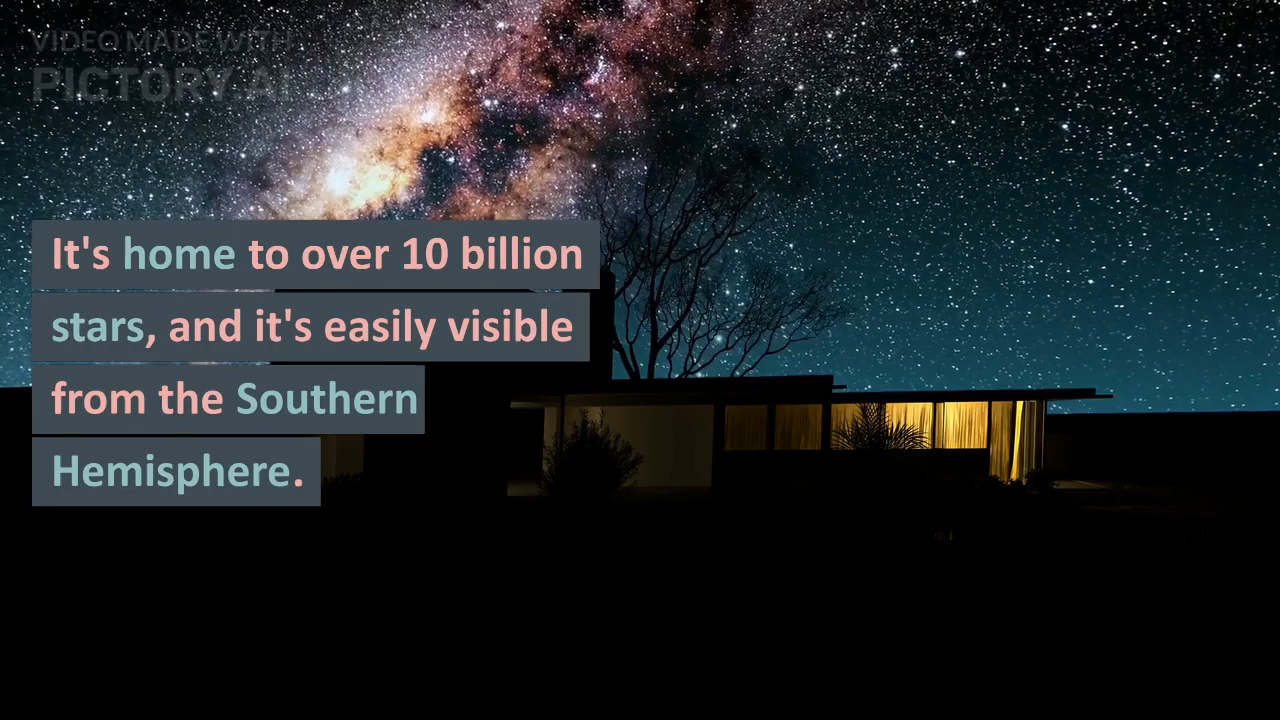 VIDEO MADE WITH
PICTORY.AI
It's home to over 10 billion
stars, and it's easily visible
from the Southern
Hemisphere.